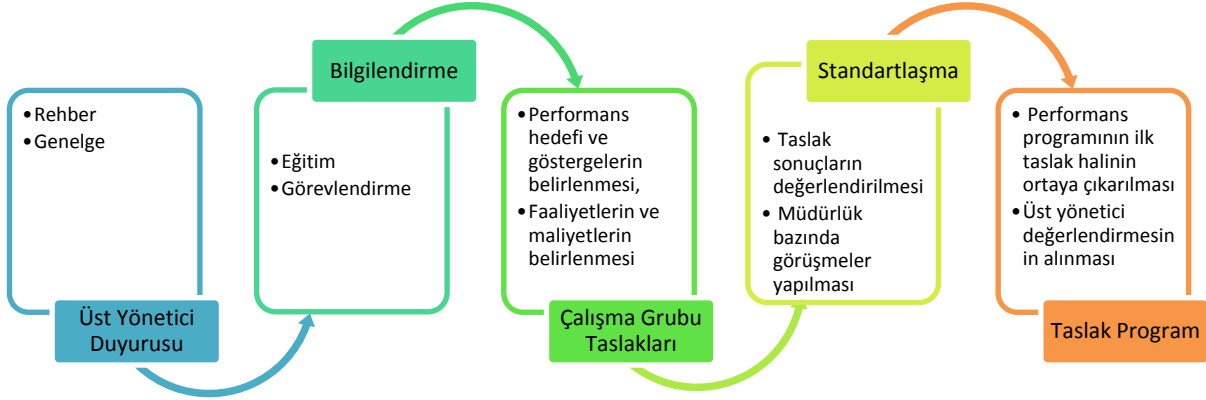 •Rehber
•Genelge
Üst Yönetici
Duyurusu
Bilgilendirme
•Eğitim
•Görevlendirme
•Performans
hedefi ve
göstergelerin
belirlenmesi,
•Faaliyetlerin ve
maliyetlerin
belirlenmesi
Çalışma Grubu
Taslakları
Standartlaşma
• Taslak
sonuçların
değerlendirilmesi
• Müdürlük
bazında
görüşmeler
yapılması
• Performans
programının ilk
taslak halinin
ortaya çıkarılması
•Üst yönetici
değerlendirmesin
in alınması
Taslak Program